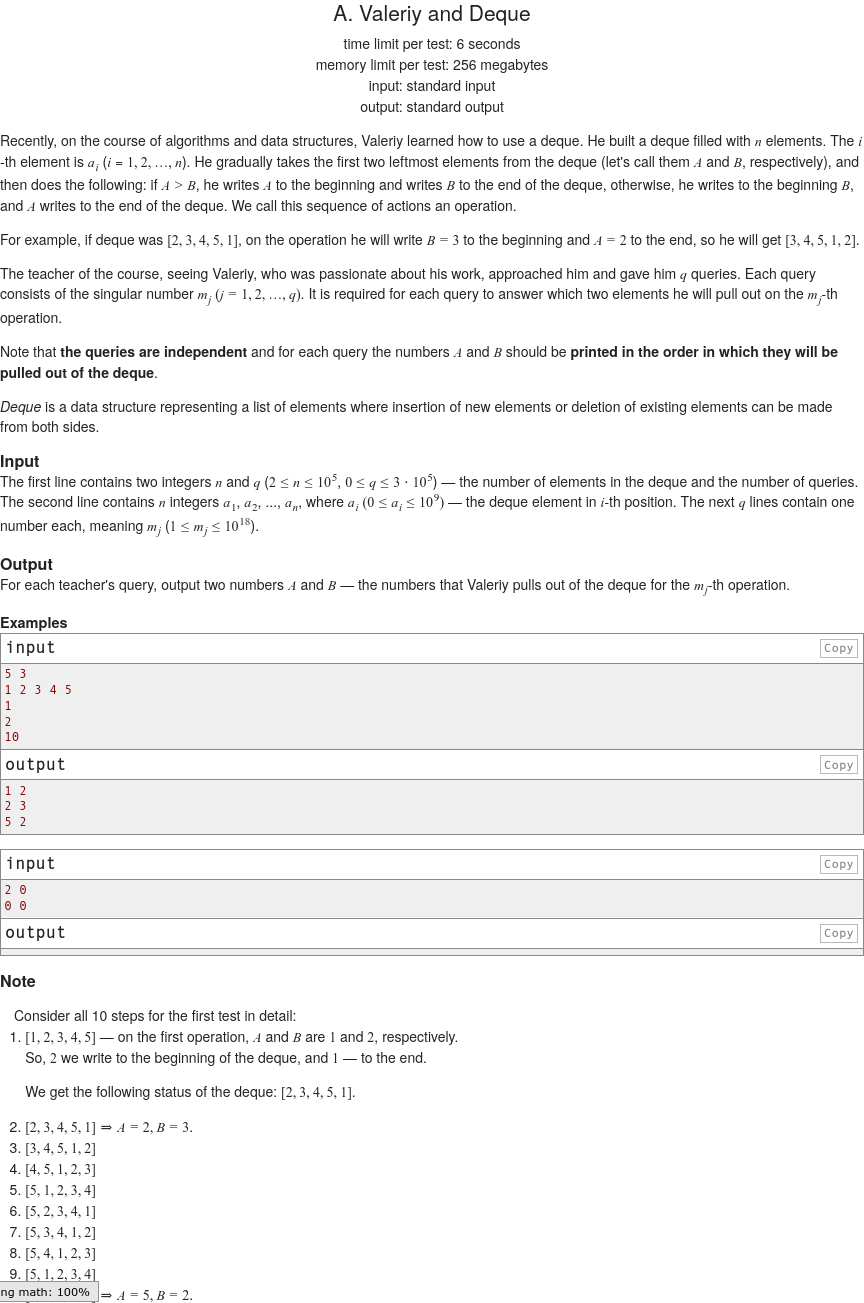 A. Valeriy and Deque
time limit per test: 6 seconds
memory limit per test: 256 megabytes
input: standard input
output: standard output
Recently, on the course of algorithms and data structures, Valeriy learned how to use a deque. He built a deque filled with n elements. The i
-th element is a_i (i = 1, 2, …, n). He gradually takes the first two leftmost elements from the deque (let's call them A and B, respectively), and
then does the following: if A > B, he writes A to the beginning and writes B to the end of the deque, otherwise, he writes to the beginning B,
and A writes to the end of the deque. We call this sequence of actions an operation.
For example, if deque was [2, 3, 4, 5, 1], on the operation he will write B = 3 to the beginning and A = 2 to the end, so he will get [3, 4, 5, 1, 2].
The teacher of the course, seeing Valeriy, who was passionate about his work, approached him and gave him q queries. Each query
consists of the singular number m_j (j = 1, 2, …, q). It is required for each query to answer which two elements he will pull out on the m_j-th
operation.
Note that the queries are independent and for each query the numbers A and B should be printed in the order in which they will be
pulled out of the deque.
Deque is a data structure representing a list of elements where insertion of new elements or deletion of existing elements can be made
from both sides.
Input
The first line contains two integers n and q (2 ≤ n ≤ 10^5, 0 ≤ q ≤ 3 · 10^5) — the number of elements in the deque and the number of queries.
The second line contains n integers a_1, a_2, ..., a_n, where a_i (0 ≤ a_i ≤ 10^9) — the deque element in i-th position. The next q lines contain one
number each, meaning m_j (1 ≤ m_j ≤ 10^18).
Output
For each teacher's query, output two numbers A and B — the numbers that Valeriy pulls out of the deque for the m_j-th operation.
Examples
input Copy
5 3
1 2 3 4 5
1
2
10
output Copy
1 2
2 3
5 2
input Copy
2 0
0 0
output Copy
Note
Consider all 10 steps for the first test in detail:
1. [1, 2, 3, 4, 5] — on the first operation, A and B are 1 and 2, respectively.
So, 2 we write to the beginning of the deque, and 1 — to the end.
We get the following status of the deque: [2, 3, 4, 5, 1].
2. [2, 3, 4, 5, 1] ⇒ A = 2, B = 3.
3. [3, 4, 5, 1, 2]
4. [4, 5, 1, 2, 3]
5. [5, 1, 2, 3, 4]
6. [5, 2, 3, 4, 1]
7. [5, 3, 4, 1, 2]
8. [5, 4, 1, 2, 3]
9. [5, 1, 2, 3, 4]
ng math: 100% ] ⇒ A = 5, B = 2.